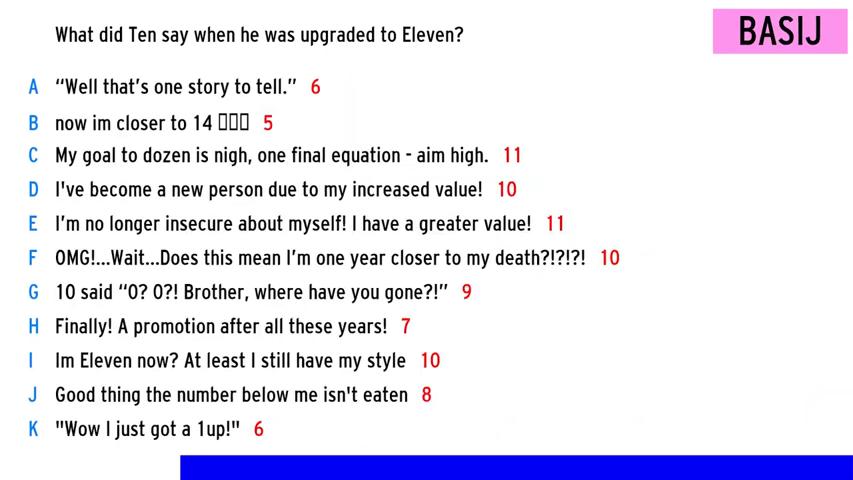 What did Ten say when he was upgraded to Eleven?
BASIJ
A “Well that’s one story to tell.” 6
B now im closer to 14 ▯▯▯ 5
C My goal to dozen is nigh, one final equation - aim high. 11
D I've become a new person due to my increased value! 10
E I’m no longer insecure about myself! I have a greater value! 11
F OMG!...Wait...Does this mean I’m one year closer to my death?!?!?! 10
G 10 said “0? 0?! Brother, where have you gone?!” 9
H Finally! A promotion after all these years! 7
I Im Eleven now? At least I still have my style 10
J Good thing the number below me isn't eaten 8
K "Wow I just got a 1up!" 6